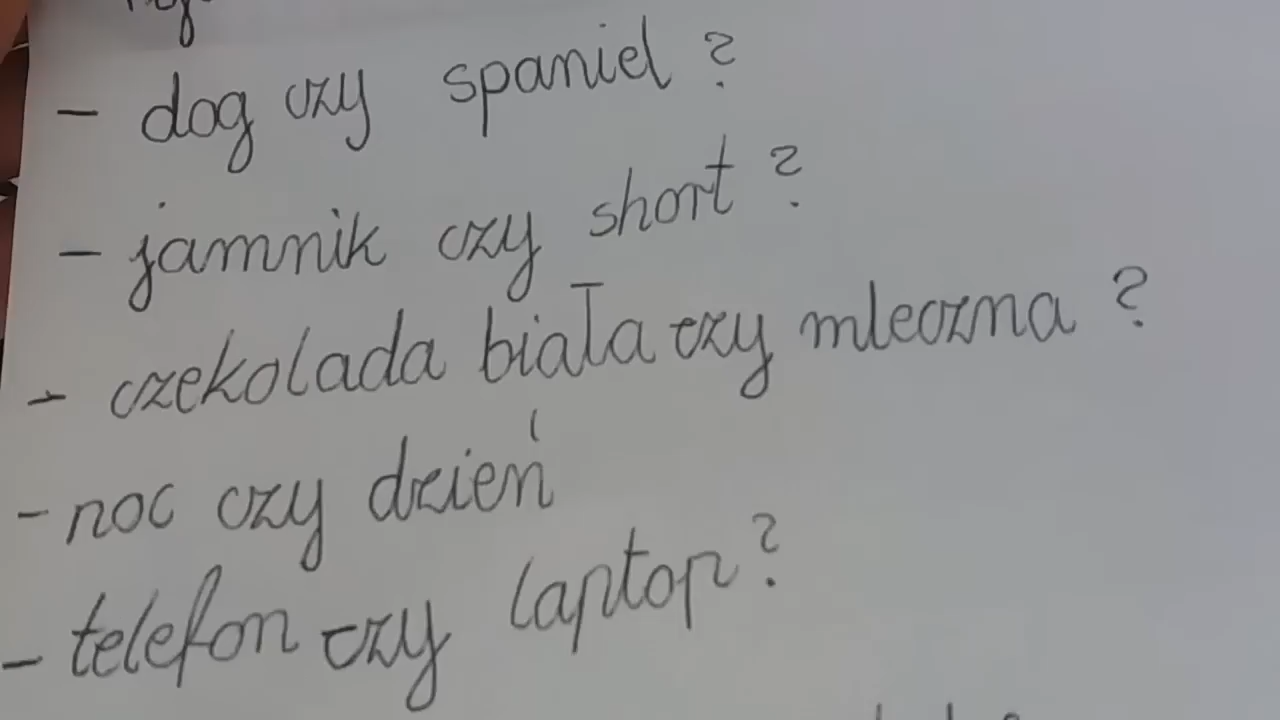 - dog czy spaniel ?
- jamnik czy short ?
- czekolada biała czy mleczna ?
- noc czy dzień
- telefon czy laptop ?